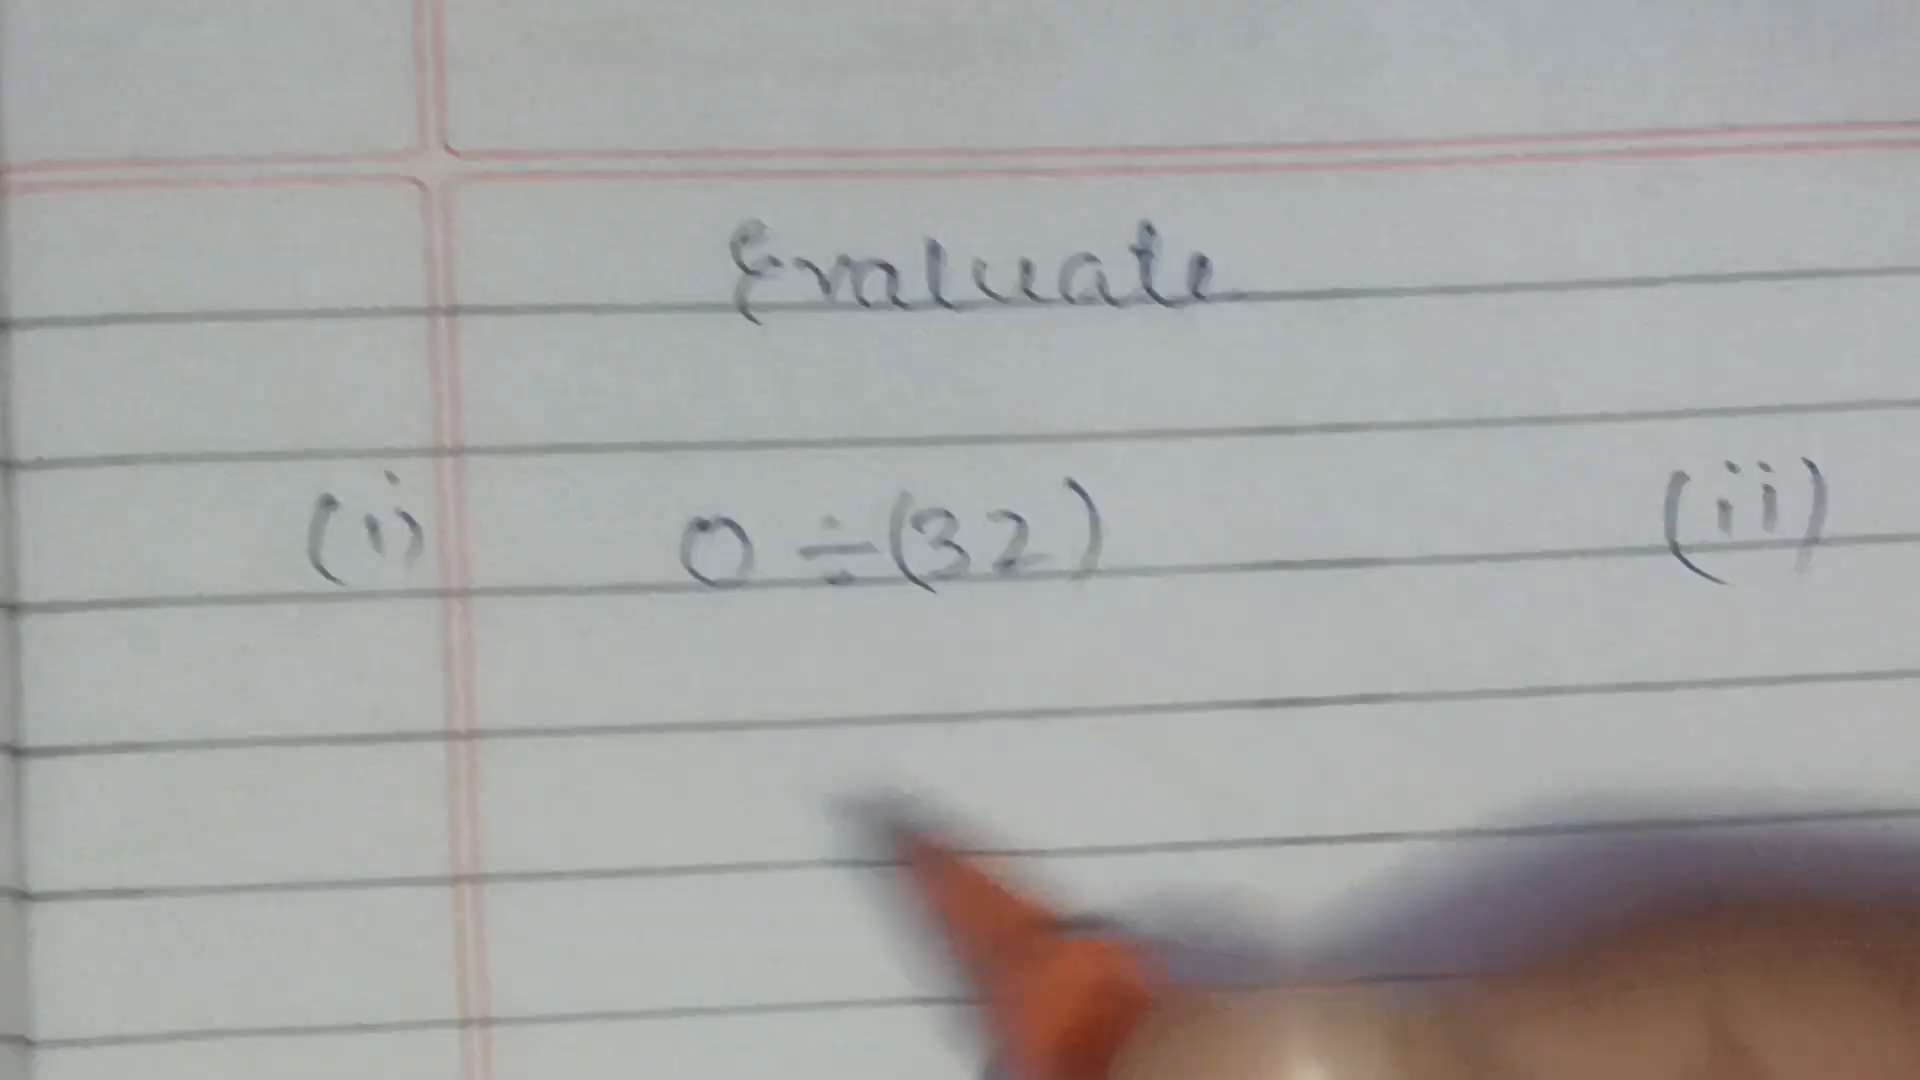 Evaluate
(i) 0 ÷ (32) (ii)